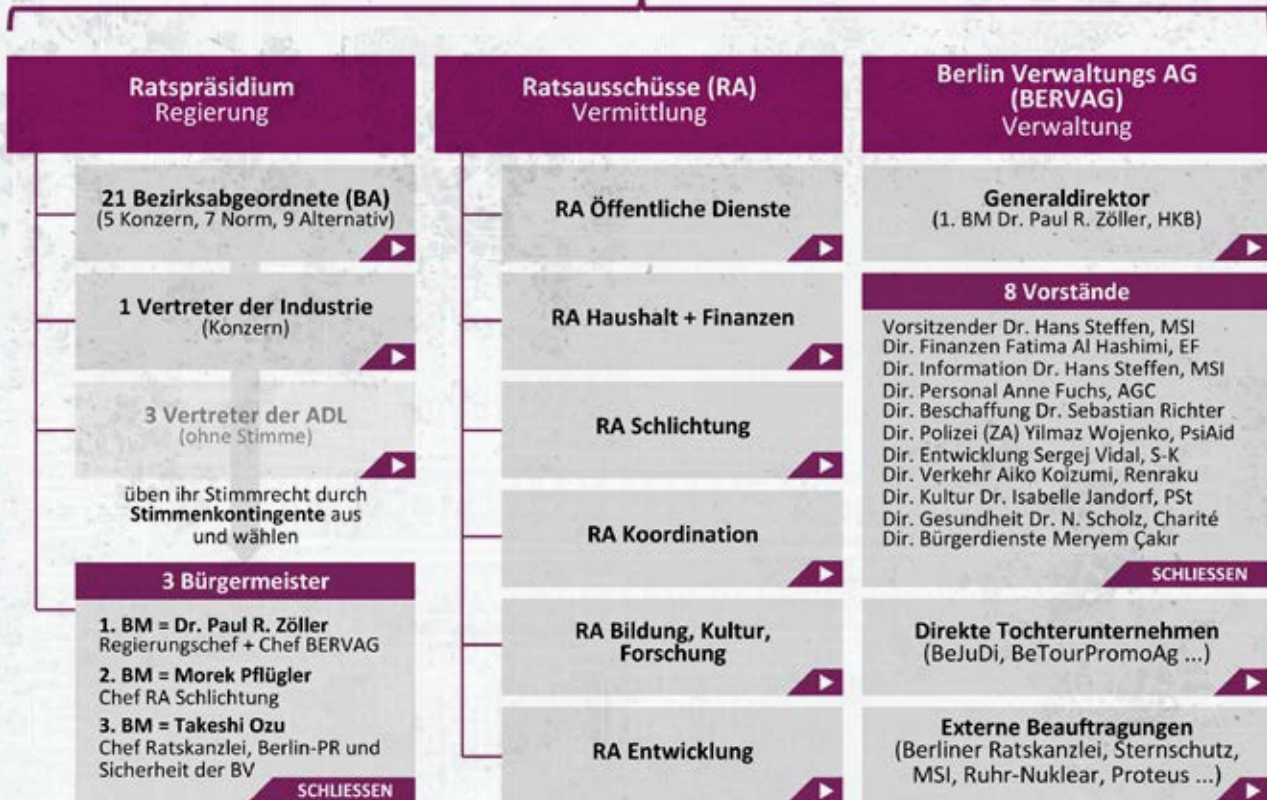 Ratspräsidium
Regierung
21 Bezirksabgeordnete (BA)
(5 Konzern, 7 Norm, 9 Alternativ)
1 Vertreter der Industrie
(Konzern)
3 Vertreter der ADL
(ohne Stimme)
üben ihr Stimmrecht durch
Stimmenkontingente aus
und wählen
3 Bürgermeister
1. BM = Dr. Paul R. Zöller
Regierungschef + Chef BERVAG
2. BM = Morek Pflügler
Chef RA Schlichtung
3. BM = Takeshi Ozu
Chef Ratskanzlei, Berlin-PR und
Sicherheit der BV
SCHLIESSEN
Ratsausschüsse (RA)
Vermittlung
RA Öffentliche Dienste
RA Haushalt + Finanzen
RA Schlichtung
RA Koordination
RA Bildung, Kultur,
Forschung
RA Entwicklung
Berlin Verwaltungs AG
(BERVAG)
Verwaltung
Generaldirektor
(1. BM Dr. Paul R. Zöller, HKB)
8 Vorstände
Vorsitzender Dr. Hans Steffen, MSI
Dir. Finanzen Fatima Al Hashimi, EF
Dir. Information Dr. Hans Steffen, MSI
Dir. Personal Anne Fuchs, AGC
Dir. Beschaffung Dr. Sebastian Richter
Dir. Polizei (ZA) Yilmaz Wojenko, PsiAid
Dir. Entwicklung Sergej Vidal, S-K
Dir. Verkehr Aiko Koizumi, Renraku
Dir. Kultur Dr. Isabelle Jandorf, PSt
Dir. Gesundheit Dr. N. Scholz, Charité
Dir. Bürgerdienste Meryem Çakır
SCHLIESSEN
Direkte Tochterunternehmen
(BeJuDi, BeTourPromoAg ...)
Externe Beauftragungen
(Berliner Ratskanzlei, Sternschutz,
MSI, Ruhr-Nuklear, Proteus ...)